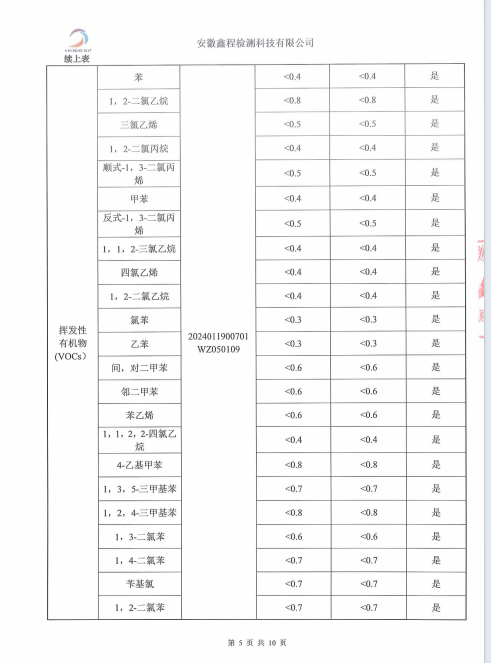 安徽鑫程检测科技有限公司
续上表
挥发性
有机物
(VOCs)
2024011900701
WZ050109
苯 <0.4 <0.4 是
1，2-二氯乙烷 <0.8 <0.8 是
三氯乙烯 <0.5 <0.5 是
1，2-二氯丙烷 <0.4 <0.4 是
顺式-1，3-二氯丙
烯 <0.5 <0.5 是
甲苯 <0.4 <0.4 是
反式-1，3-二氯丙
烯 <0.5 <0.5 是
1，1，2-三氯乙烷 <0.4 <0.4 是
四氯乙烯 <0.4 <0.4 是
1，2-二氯乙烷 <0.4 <0.4 是
氯苯 <0.3 <0.3 是
乙苯 <0.3 <0.3 是
间，对二甲苯 <0.6 <0.6 是
邻二甲苯 <0.6 <0.6 是
苯乙烯 <0.6 <0.6 是
1，1，2，2-四氯乙
烷 <0.4 <0.4 是
4-乙基甲苯 <0.8 <0.8 是
1，3，5-三甲基苯 <0.7 <0.7 是
1，2，4-三甲基苯 <0.8 <0.8 是
1，3-二氯苯 <0.6 <0.6 是
1，4-二氯苯 <0.7 <0.7 是
苄基氯 <0.7 <0.7 是
1，2-二氯苯 <0.7 <0.7 是
第 5 页 共 10 页